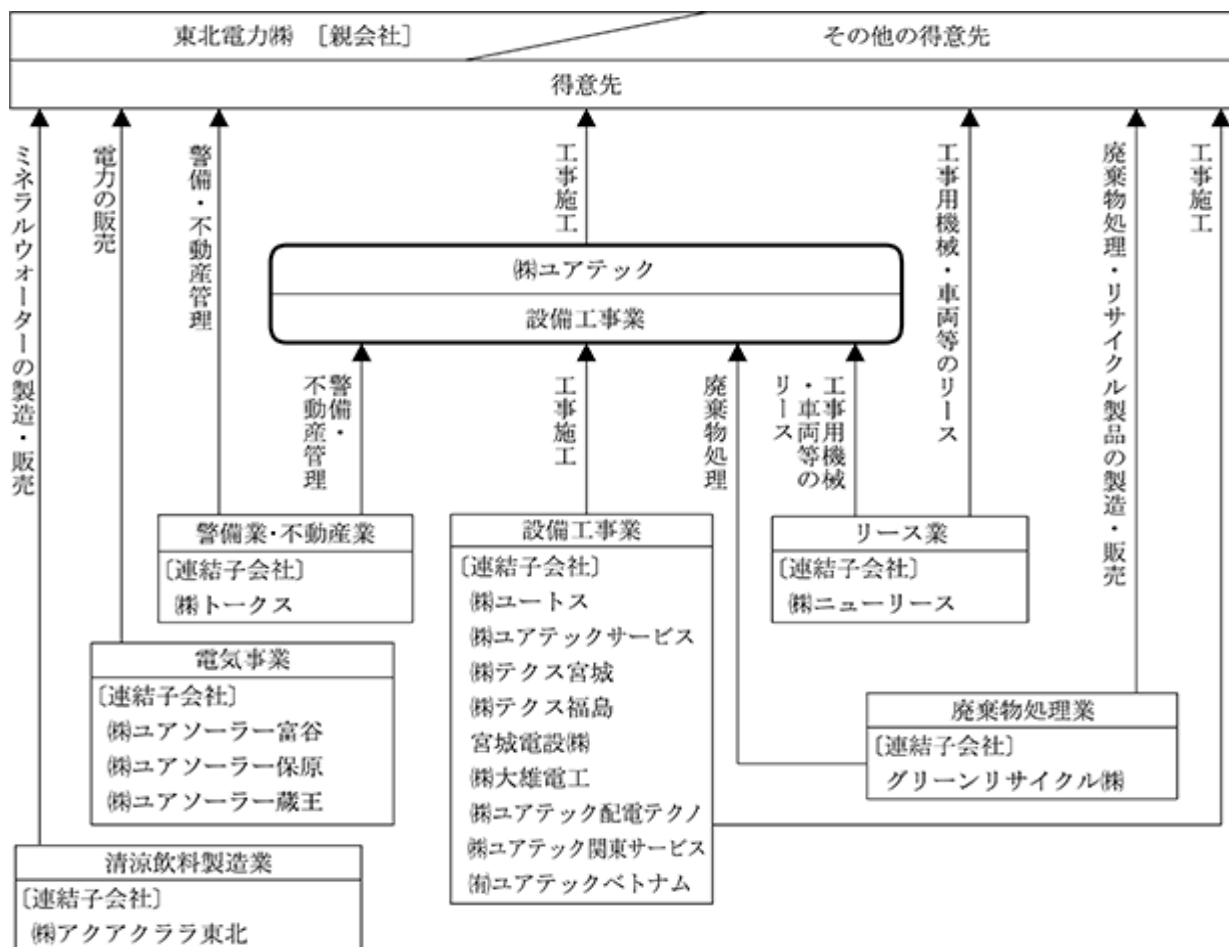 東北電力㈱ ［親会社］
その他の得意先
得意先
ミネラルウォーターの製造・販売
電力の販売
警備・不動産管理
工事施工
工事用機械・車両等のリース
廃棄物処理・リサイクル製品の製造・販売
工事施工
㈱ユアテック
設備工事業
警備・
不動産管理
工事施工
廃棄物処理
工事用機械
・車両等の
リース
警備業・不動産業
〔連結子会社〕
㈱トークス
設備工事業
〔連結子会社〕
㈱ユートス
㈱ユアテックサービス
㈱テクス宮城
㈱テクス福島
宮城電設㈱
㈱大雄電工
㈱ユアテック配電テクノ
㈱ユアテック関東サービス
㈲ユアテックベトナム
リース業
〔連結子会社〕
㈱ニューリース
電気事業
〔連結子会社〕
㈱ユアソーラー富谷
㈱ユアソーラー保原
㈱ユアソーラー蔵王
廃棄物処理業
〔連結子会社〕
グリーンリサイクル㈱
清涼飲料製造業
〔連結子会社〕
㈱アクアクララ東北